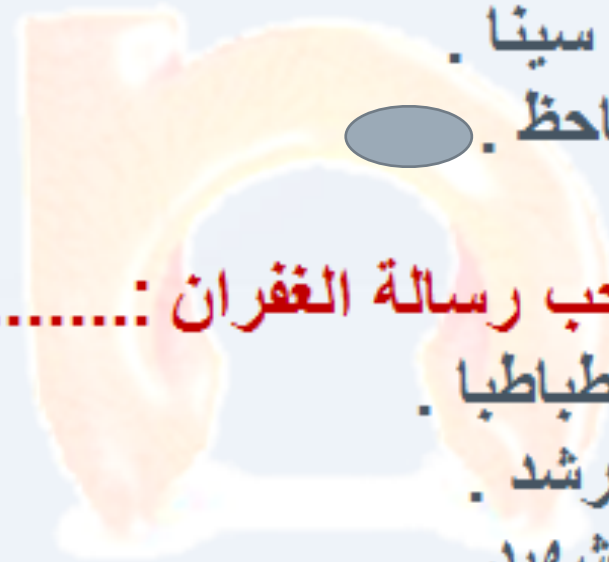 سينا .
احظ .
حب رسالة الغفران :......
طباطبا .
رشد .